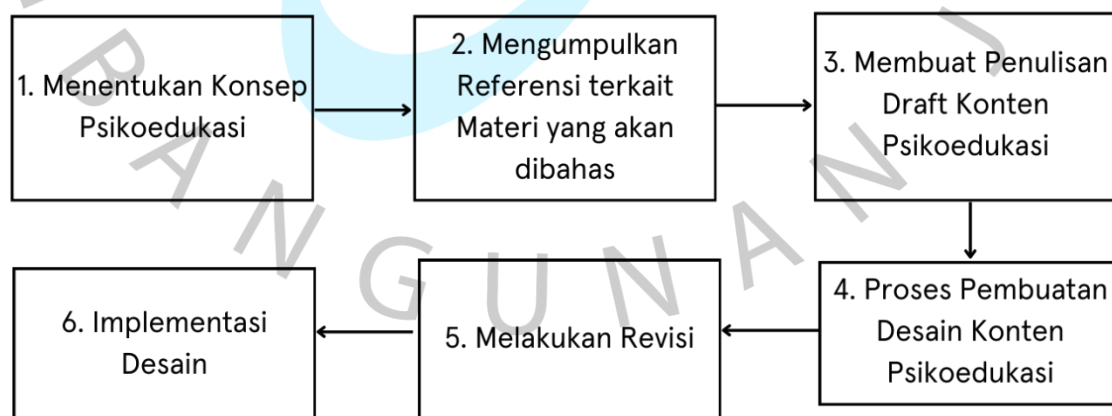 1. Menentukan Konsep
Psikoedukasi
2. Mengumpulkan
Referensi terkait
Materi yang akan
dibahas
3. Membuat Penulisan
Draft Konten
Psikoedukasi
4. Proses Pembuatan
Desain Konten
Psikoedukasi
5. Melakukan Revisi
6. Implementasi
Desain
BANGUNAN J